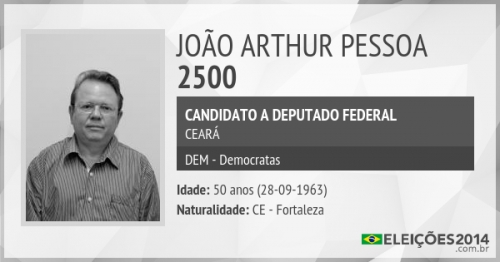 JOÃO ARTHUR PESSOA
2500
CANDIDATO A DEPUTADO FEDERAL
CEARÁ
DEM - Democratas
Idade: 50 anos (28-09-1963)
Naturalidade: CE - Fortaleza
ELEIÇÕES2014
.com.br